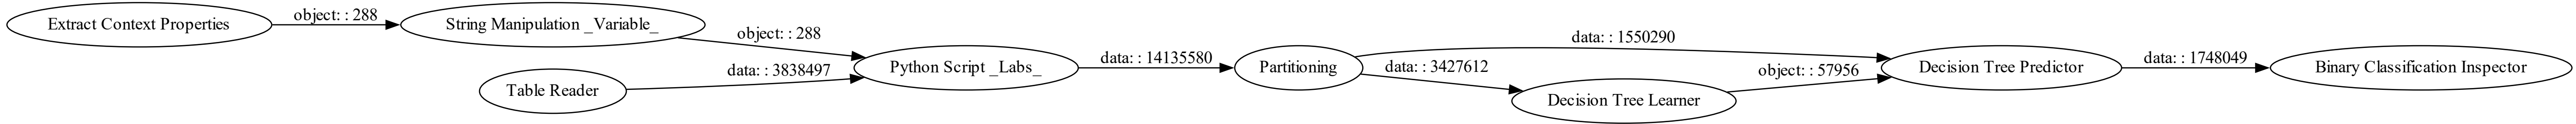 Extract Context Properties
object: : 288
String Manipulation _Variable_
object: : 288
Table Reader
data: : 3838497
Python Script _Labs_
data: : 14135580
Partitioning
data: : 1550290
data: : 3427612
Decision Tree Learner
object: : 57956
Decision Tree Predictor
data: : 1748049
Binary Classification Inspector